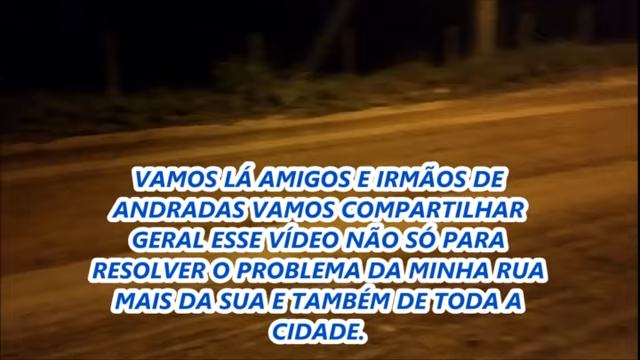 VAMOS LÁ AMIGOS E IRMÃOS DE
ANDRADAS VAMOS COMPARTILHAR
GERAL ESSE VÍDEO NÃO SÓ PARA
RESOLVER O PROBLEMA DA MINHA RUA
MAIS DA SUA E TAMBÉM DE TODA A
CIDADE.